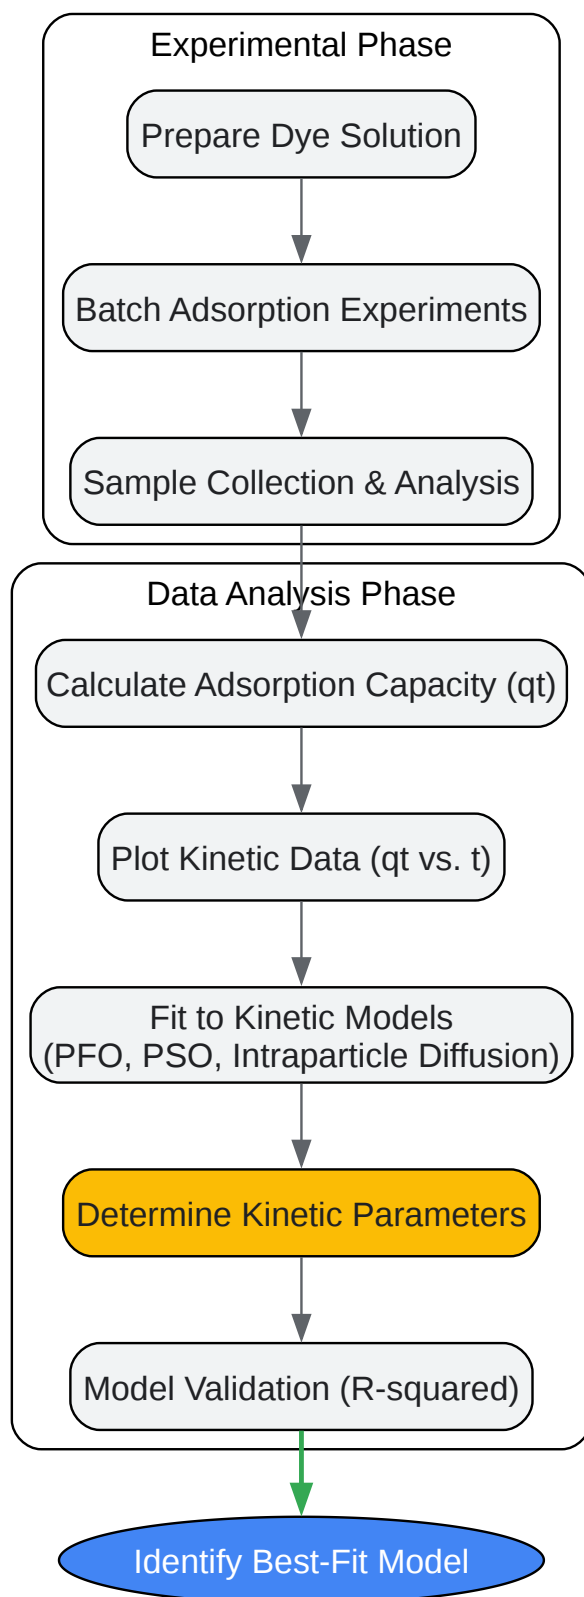 Experimental Phase
Prepare Dye Solution
Batch Adsorption Experiments
Sample Collection & Analysis
Data Analysis Phase
Calculate Adsorption Capacity (qt)
Plot Kinetic Data (qt vs. t)
Fit to Kinetic Models
(PFO, PSO, Intraparticle Diffusion)
Determine Kinetic Parameters
Model Validation (R-squared)
Identify Best-Fit Model